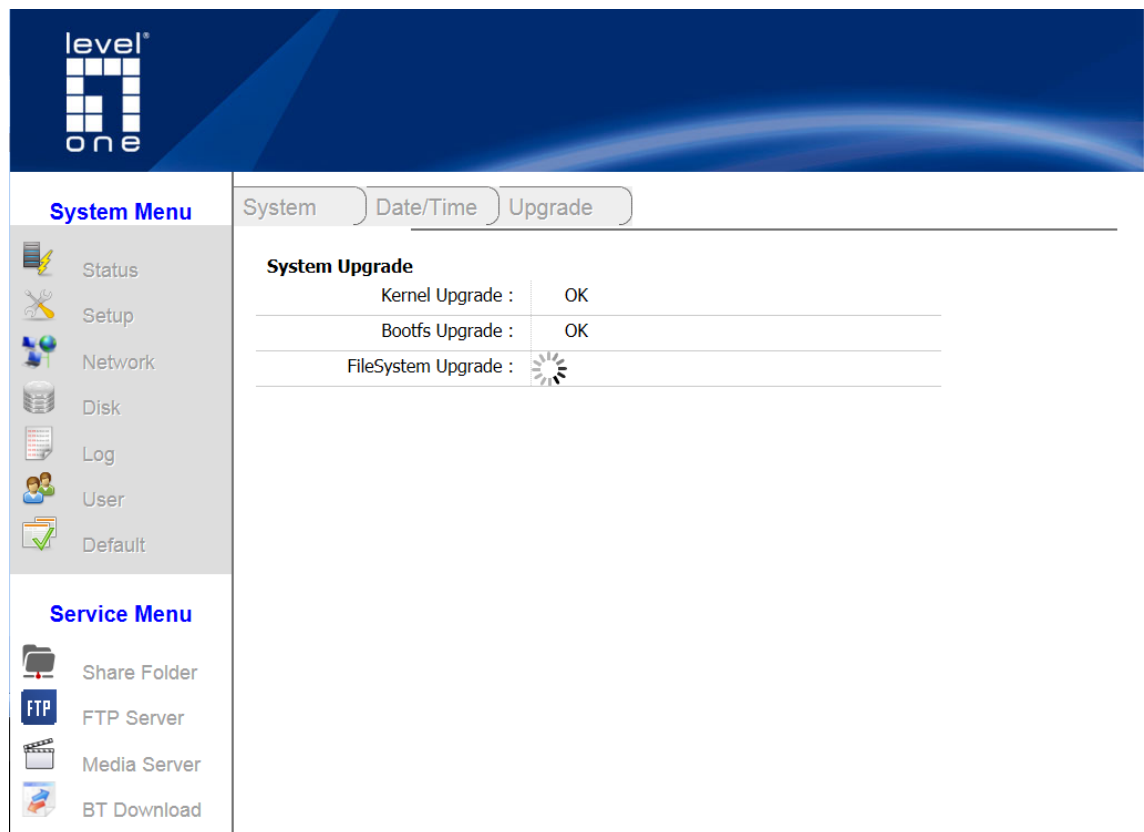 level®
one
System Menu
Status
Setup
Network
Disk
Log
User
Default
Service Menu
Share Folder
FTP
FTP Server
Media Server
BT Download
System Date/Time Upgrade
System Upgrade
Kernel Upgrade : OK
Bootfs Upgrade : OK
FileSystem Upgrade :